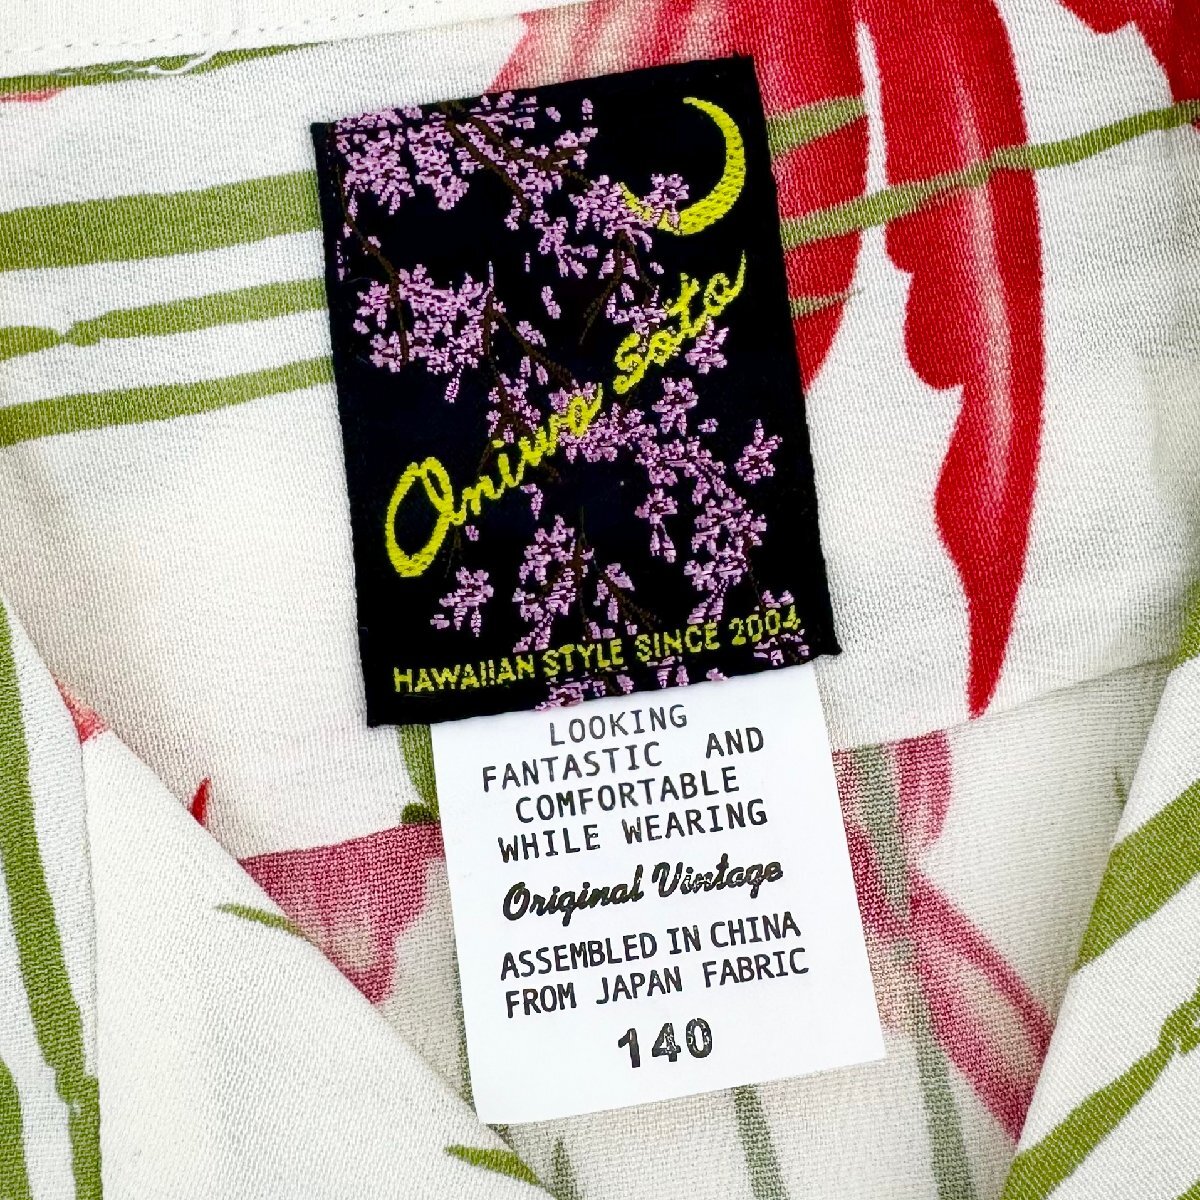 Oniwa Sato
HAWAIIAN STYLE SINCE 2004
LOOKING
FANTASTIC AND
COMFORTABLE
WHILE WEARING
Original Vintage
ASSEMBLED IN CHINA
FROM JAPAN FABRIC
140